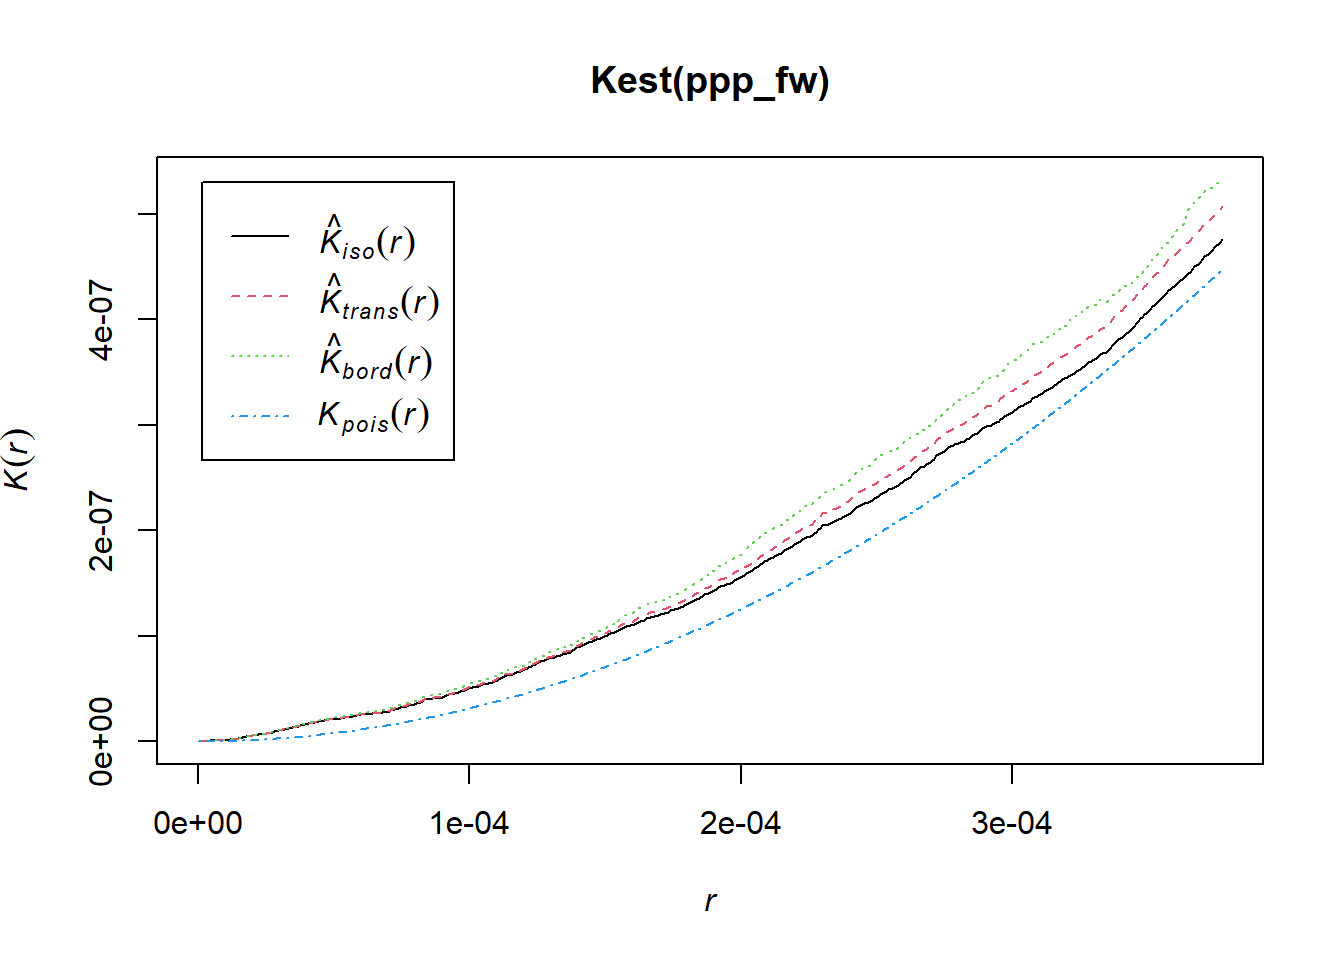 Kest(ppp_fw)
K̂iso(r)
K̂trans(r)
K̂bord(r)
Kpois(r)
K(r)
4e-07
2e-07
0e+00
0e+00 1e-04 2e-04 3e-04
r